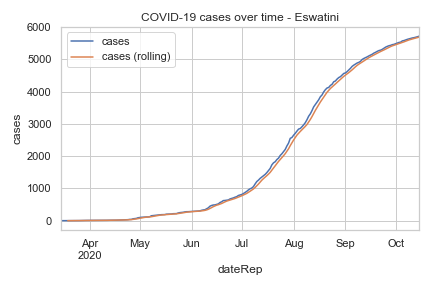 COVID-19 cases over time - Eswatini
cases
cases (rolling)
6000
5000
4000
3000
2000
1000
0
cases
Apr
2020
May
Jun
Jul
Aug
Sep
Oct
dateRep